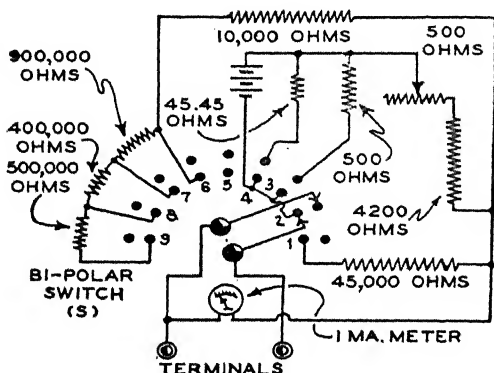 900,000
OHMS
10,000 OHMS
500
OHMS
400,000
OHMS
500,000
OHMS
45.45
OHMS
500
OHMS
4200
OHMS
5
6
7
8
9
4
3
2
1
BI-POLAR
SWITCH
(S)
45,000 OHMS
1 MA. METER
TERMINALS